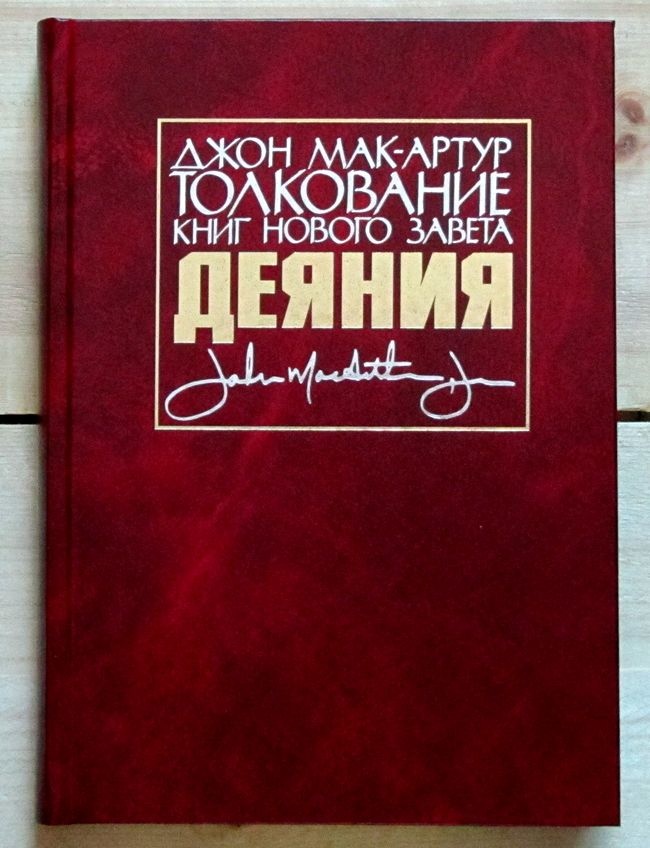 ДЖОН МАК-АРТУР
ТОЛКОВАНИЕ
КНИГ НОВОГО ЗАВЕТА
ДЕЯНИЯ
John MacArthur, Jr